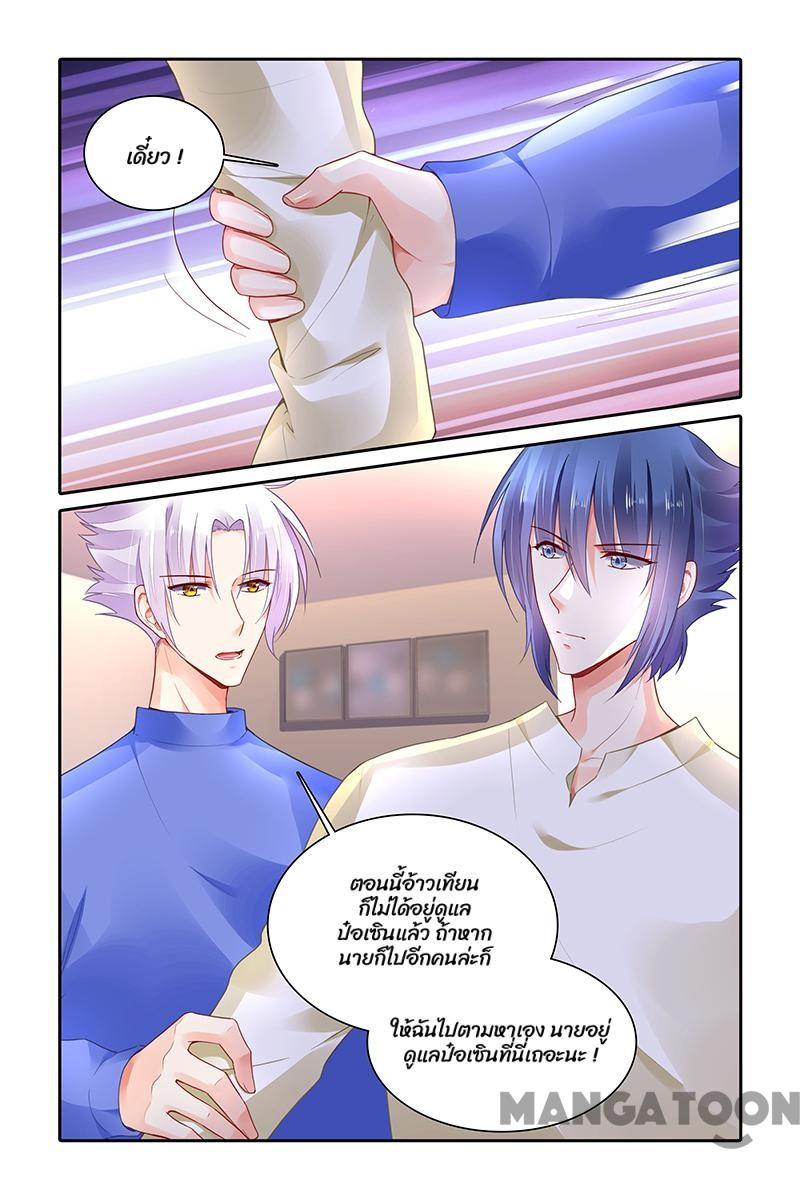 เดี๋ยว !
ตอนนี้อ้าวเทียน
ก็ไม่ได้อยู่ดูแล
ป๋อเซินแล้ว ถ้าหาก
นายก็ไปอีกคนล่ะก็
ให้ฉันไปตามหาเอง นายอยู่
ดูแลป๋อเซินที่นี่เถอะนะ !
MANGATOON